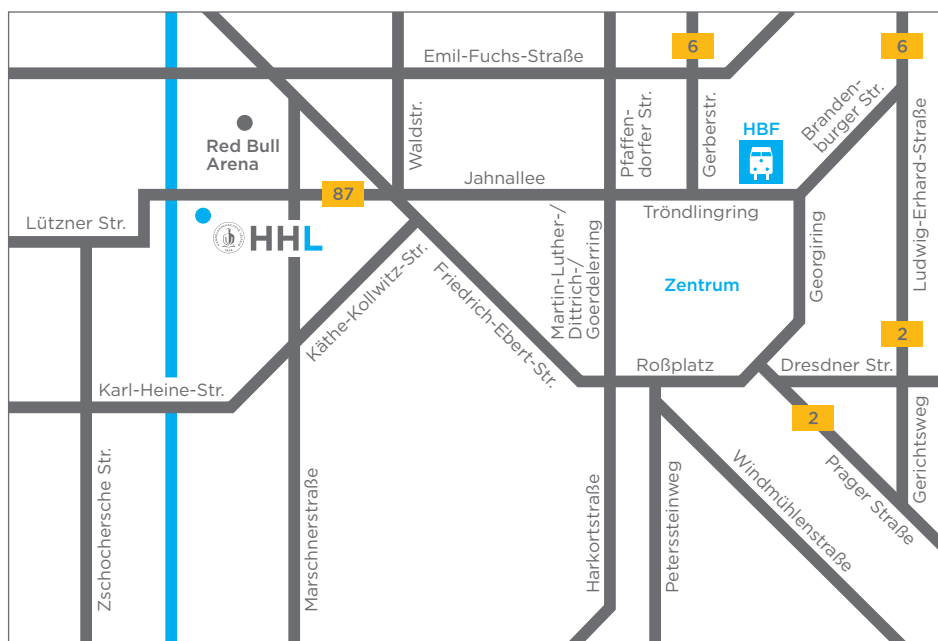 6
6
Emil-Fuchs-Straße
Waldstr.
Pfaffen-
dorfer Str.
Gerberstr.
HBF
Branden-
burger Str.
Ludwig-Erhard-Straße
Red Bull
Arena
87
Jahnallee
Tröndlingring
Lützner Str.
HHL
Käthe-Kollwitz-Str.
Friedrich-Ebert-Str.
Martin-Luther-/
Dittrich-/
Goerdelerring
Zentrum
Georgiring
2
Roßplatz
Dresdner Str.
Karl-Heine-Str.
2
Gerichtsweg
Zschochersche Str.
Marschnerstraße
Harkortstraße
Peterssteinweg
Windmühlenstraße
Prager Straße